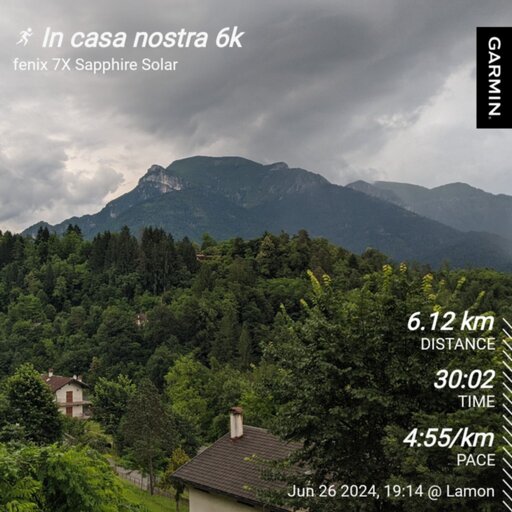 In casa nostra 6k
fenix 7X Sapphire Solar
GARMIN
6.12 km
DISTANCE
30:02
TIME
4:55/km
PACE
Jun 26 2024, 19:14 @ Lamon